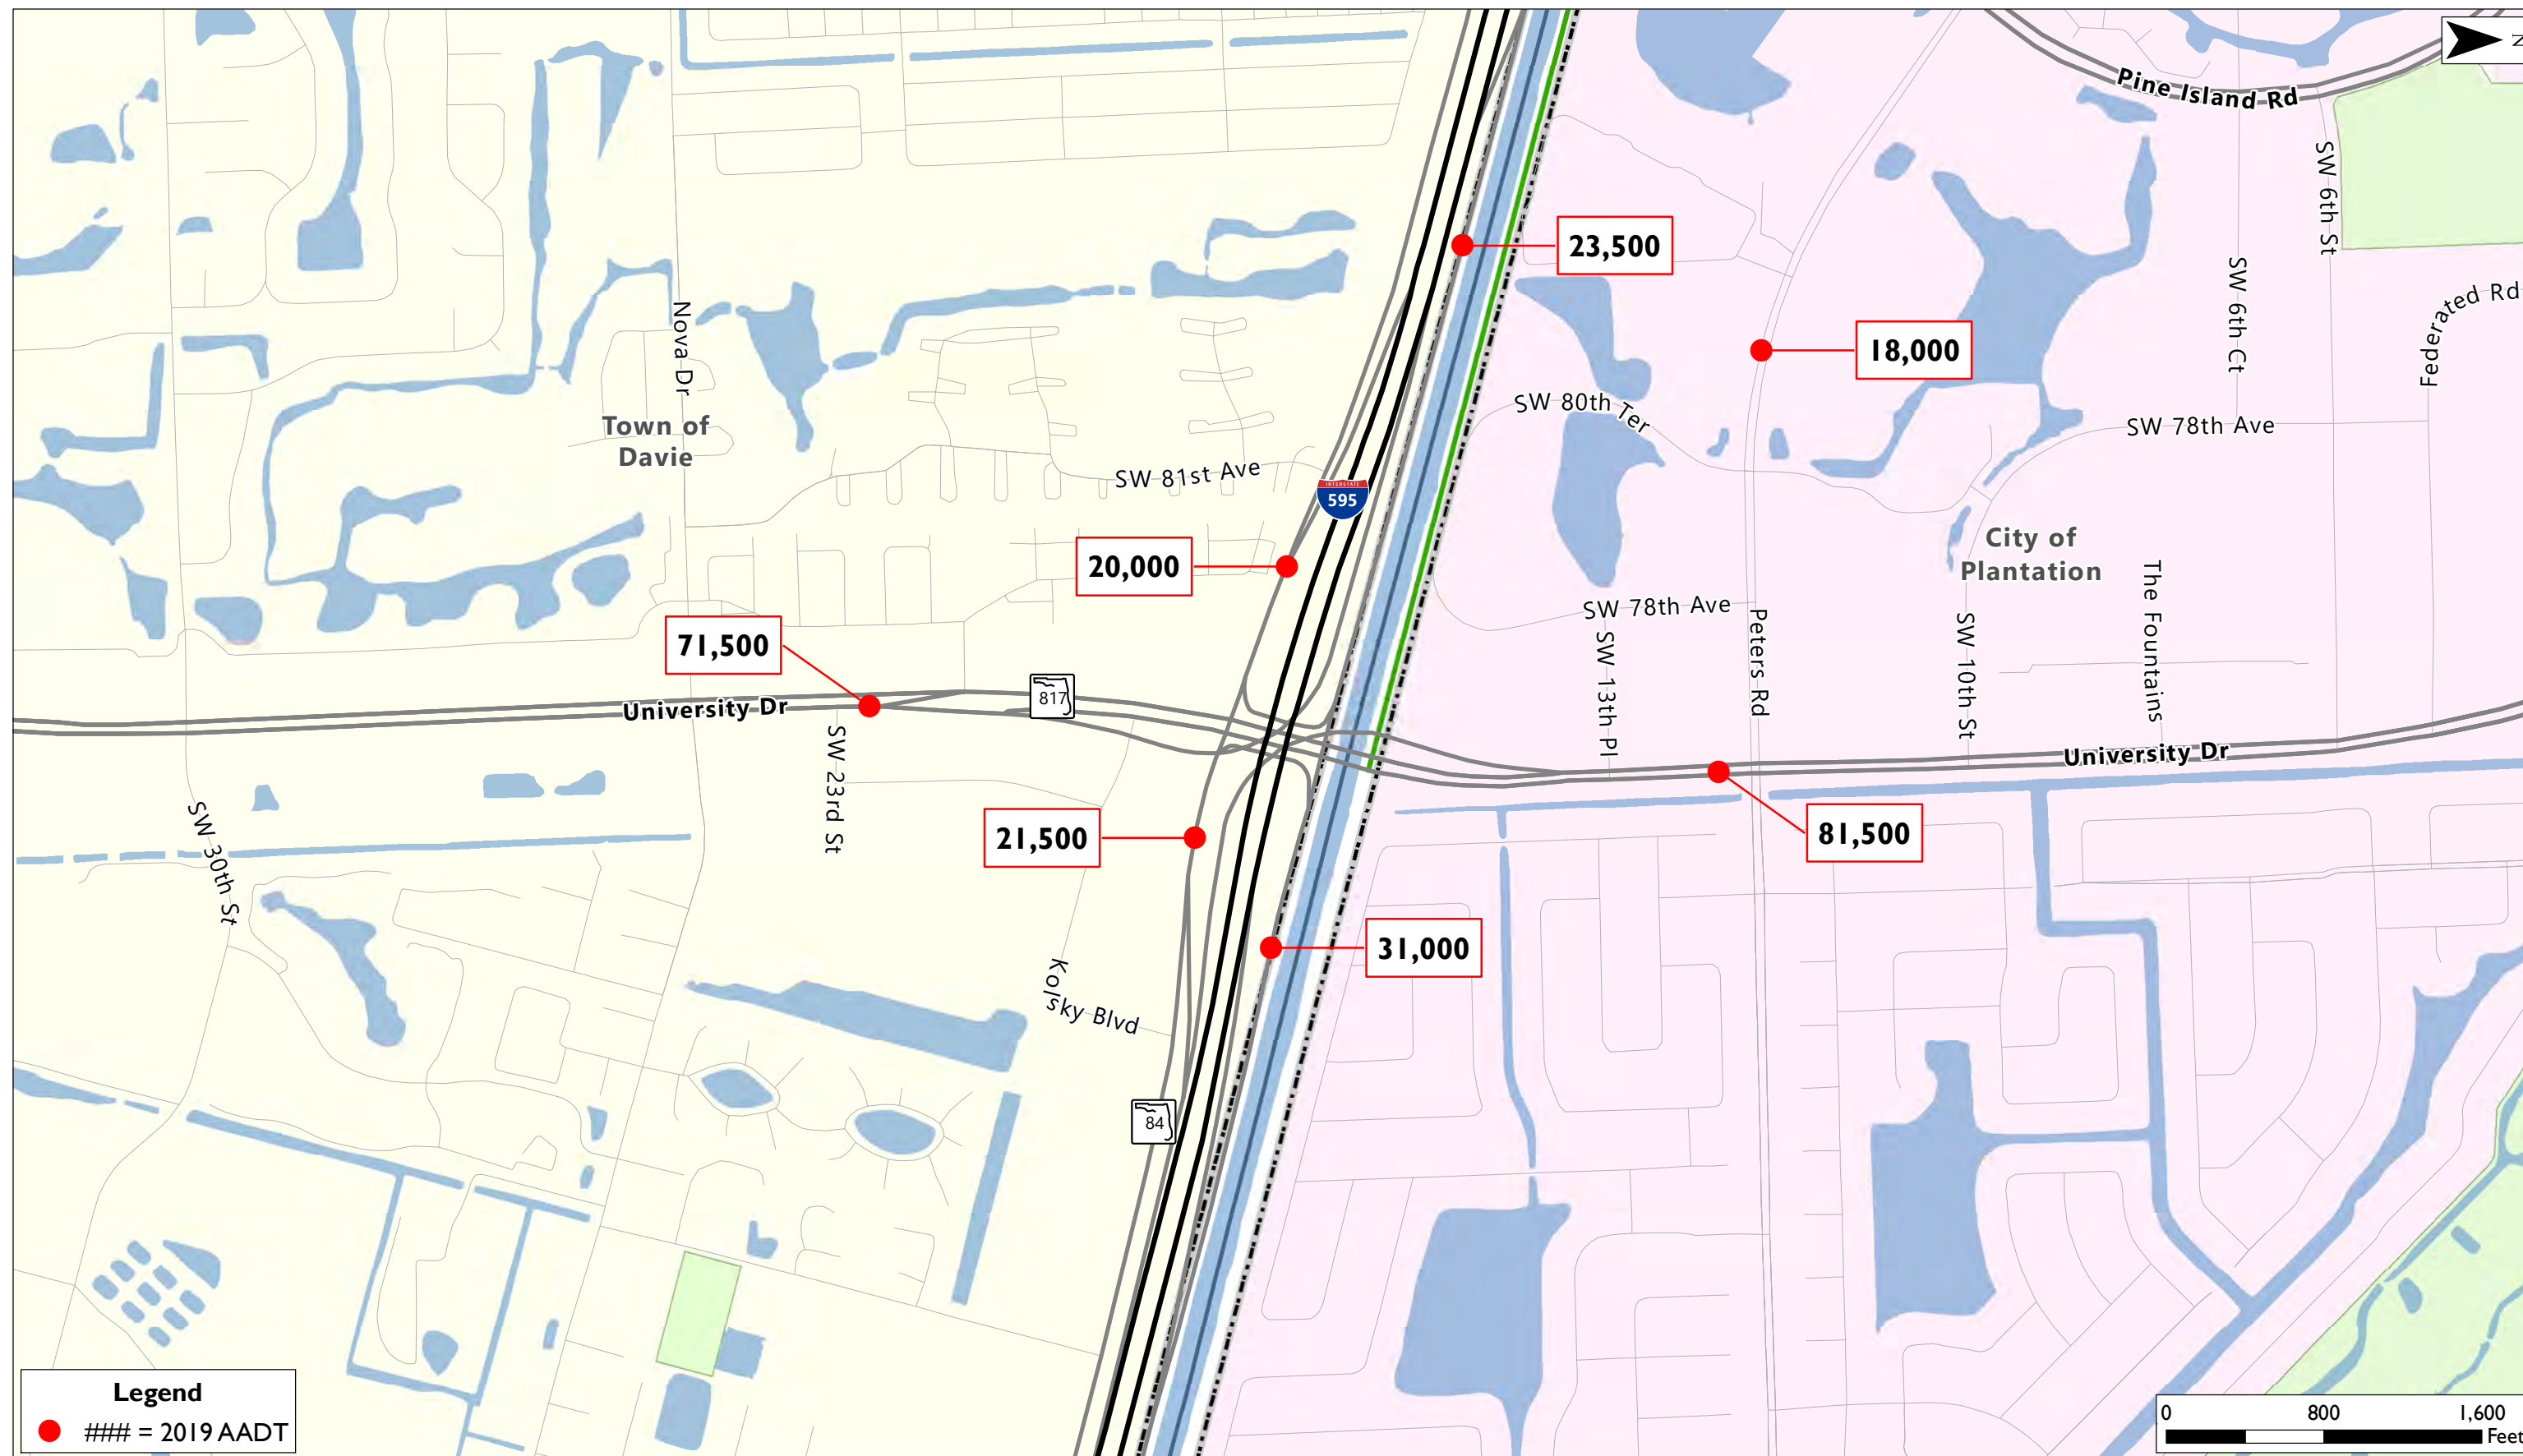 Pine Island Rd
N
SW 6th St
23,500
SW 6th Ct
Federated Rd
Nova Dr
18,000
SW 80th Ter
Town of
Davie
SW 78th Ave
SW 81st Ave
INTERSTATE
595
City of
Plantation
20,000
The Fountains
SW 78th Ave
71,500
SW 13th Pl
Peters Rd
SW 10th St
817
University Dr
University Dr
SW 23rd St
SW 30th St
21,500
81,500
31,000
Kolsky Blvd
84
Legend
### = 2019 AADT
0 800 1,600
Feet